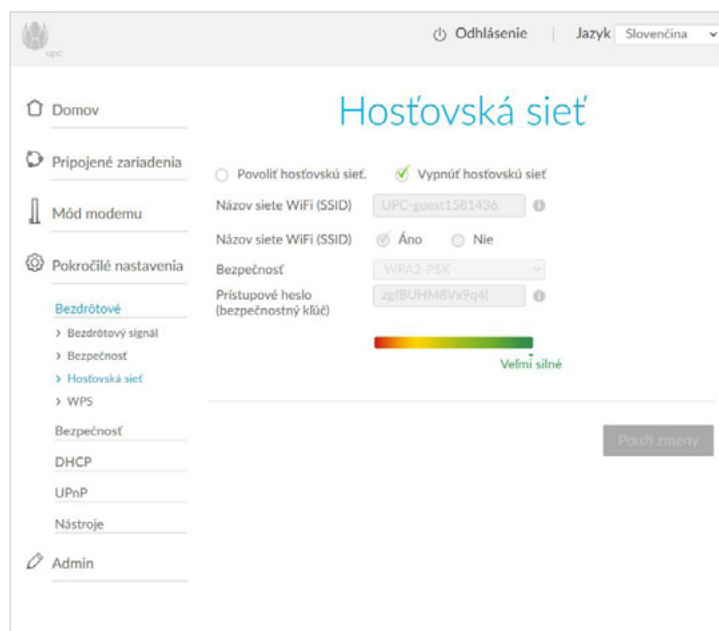 upc
Odhlásenie
Jazyk Slovenčina
Domov
Pripojené zariadenia
Mód modemu
Pokročilé nastavenia
Bezdrôtové
Bezdrôtový signál
Bezpečnosť
Hosťovská sieť
WPS
Bezpečnosť
DHCP
UPnP
Nástroje
Admin
Hosťovská sieť
Povoliť hosťovskú sieť. Vypnúť hosťovskú sieť
Názov siete WiFi (SSID) UPC-guest1581436
Názov siete WiFi (SSID) Áno Nie
Bezpečnosť WPA2-PSK
Prístupové heslo zgfBUHM8Vx9q4(
(bezpečnostný kľúč)
Veľmi silné
Použi zmeny